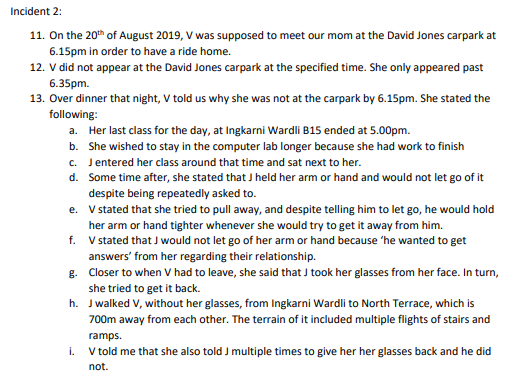 Incident 2:
11. On the 20th of August 2019, V was supposed to meet our mom at the David Jones carpark at
6.15pm in order to have a ride home.
12. V did not appear at the David Jones carpark at the specified time. She only appeared past
6.35pm.
13. Over dinner that night, V told us why she was not at the carpark by 6.15pm. She stated the
following:
a. Her last class for the day, at Ingkarni Wardli B15 ended at 5.00pm.
b. She wished to stay in the computer lab longer because she had work to finish
c. J entered her class around that time and sat next to her.
d. Some time after, she stated that J held her arm or hand and would not let go of it
despite being repeatedly asked to.
e. V stated that she tried to pull away, and despite telling him to let go, he would hold
her arm or hand tighter whenever she would try to get it away from him.
f. V stated that J would not let go of her arm or hand because 'he wanted to get
answers' from her regarding their relationship.
g. Closer to when V had to leave, she said that J took her glasses from her face. In turn,
she tried to get it back.
h. J walked V, without her glasses, from Ingkarni Wardli to North Terrace, which is
700m away from each other. The terrain of it included multiple flights of stairs and
ramps.
i. V told me that she also told J multiple times to give her her glasses back and he did
not.